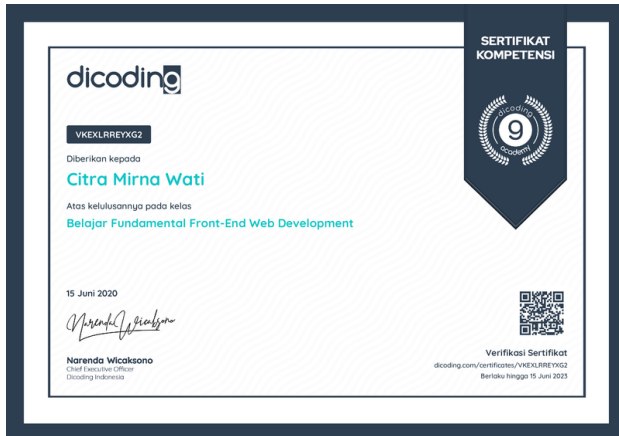 SERTIFIKAT
KOMPETENSI
dicoding
VKEXLRREYXG2
dicoding
academy
Diberikan kepada
Citra Mirna Wati
Atas kelulusannya pada kelas
Belajar Fundamental Front-End Web Development
15 Juni 2020
Narenda Wicaksono
Narenda Wicaksono
Chief Executive Officer
Dicoding Indonesia
Verifikasi Sertifikat
dicoding.com/certificates/VKEXLRREYXG2
Berlaku hingga 15 Juni 2023